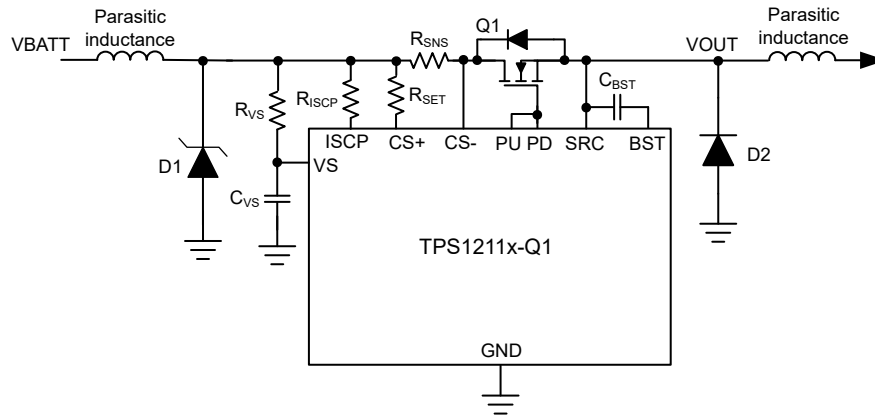 Parasitic
inductance
Q1
Parasitic
inductance
VBATT
RSNS
VOUT
RVS
RISCP
RSET
CBST
ISCP
CS+
CS-
PU
PD
SRC
BST
D1
VS
D2
CVS
TPS1211x-Q1
GND